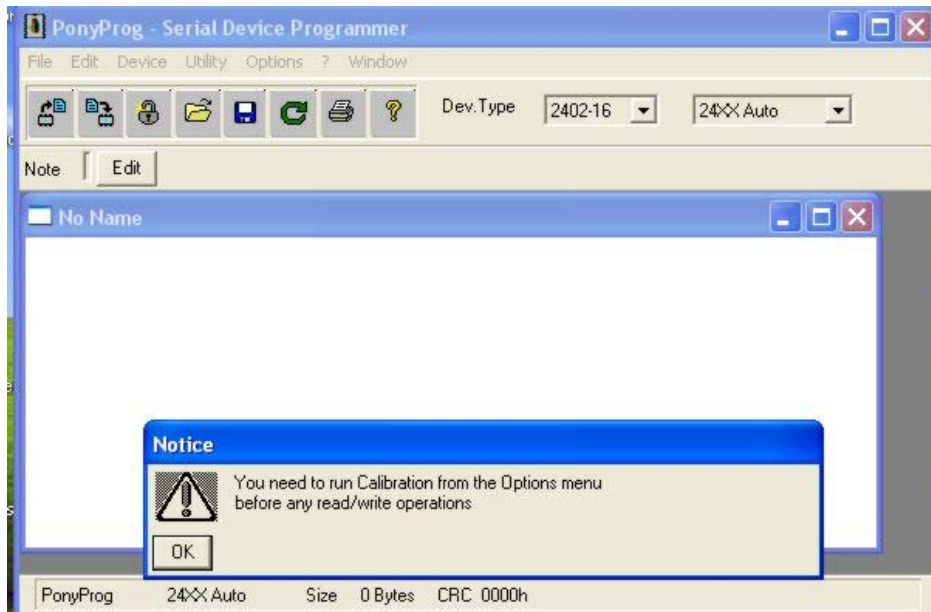 PonyProg - Serial Device Programmer
File Edit Device Utility Options ? Window
Dev.Type 2402-16 24XX Auto
Note Edit
No Name
Notice
You need to run Calibration from the Options menu
before any read/write operations
OK
PonyProg 24XX Auto Size 0 Bytes CRC 0000h